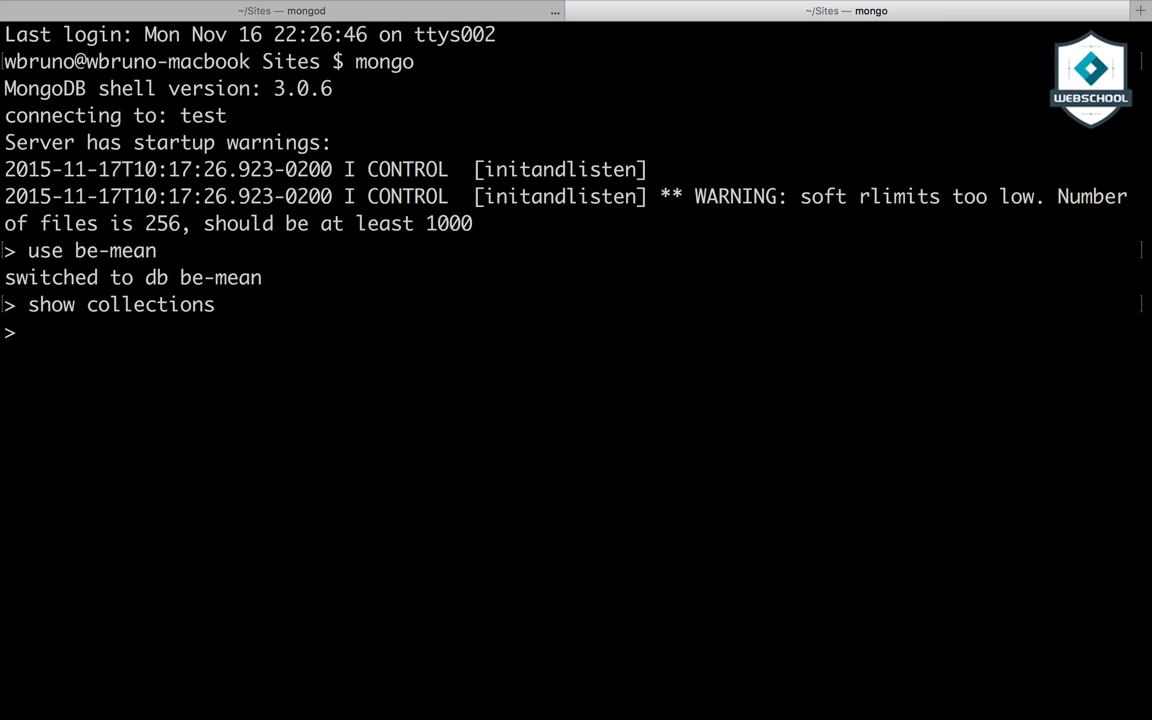 ~/Sites — mongod
...
~/Sites — mongo
+
Last login: Mon Nov 16 22:26:46 on ttys002
wbruno@wbruno-macbook Sites $ mongo
MongoDB shell version: 3.0.6
connecting to: test
Server has startup warnings:
2015-11-17T10:17:26.923-0200 I CONTROL  [initandlisten]
2015-11-17T10:17:26.923-0200 I CONTROL  [initandlisten] ** WARNING: soft rlimits too low. Number
of files is 256, should be at least 1000
> use be-mean
switched to db be-mean
> show collections
>
WEBSCHOOL